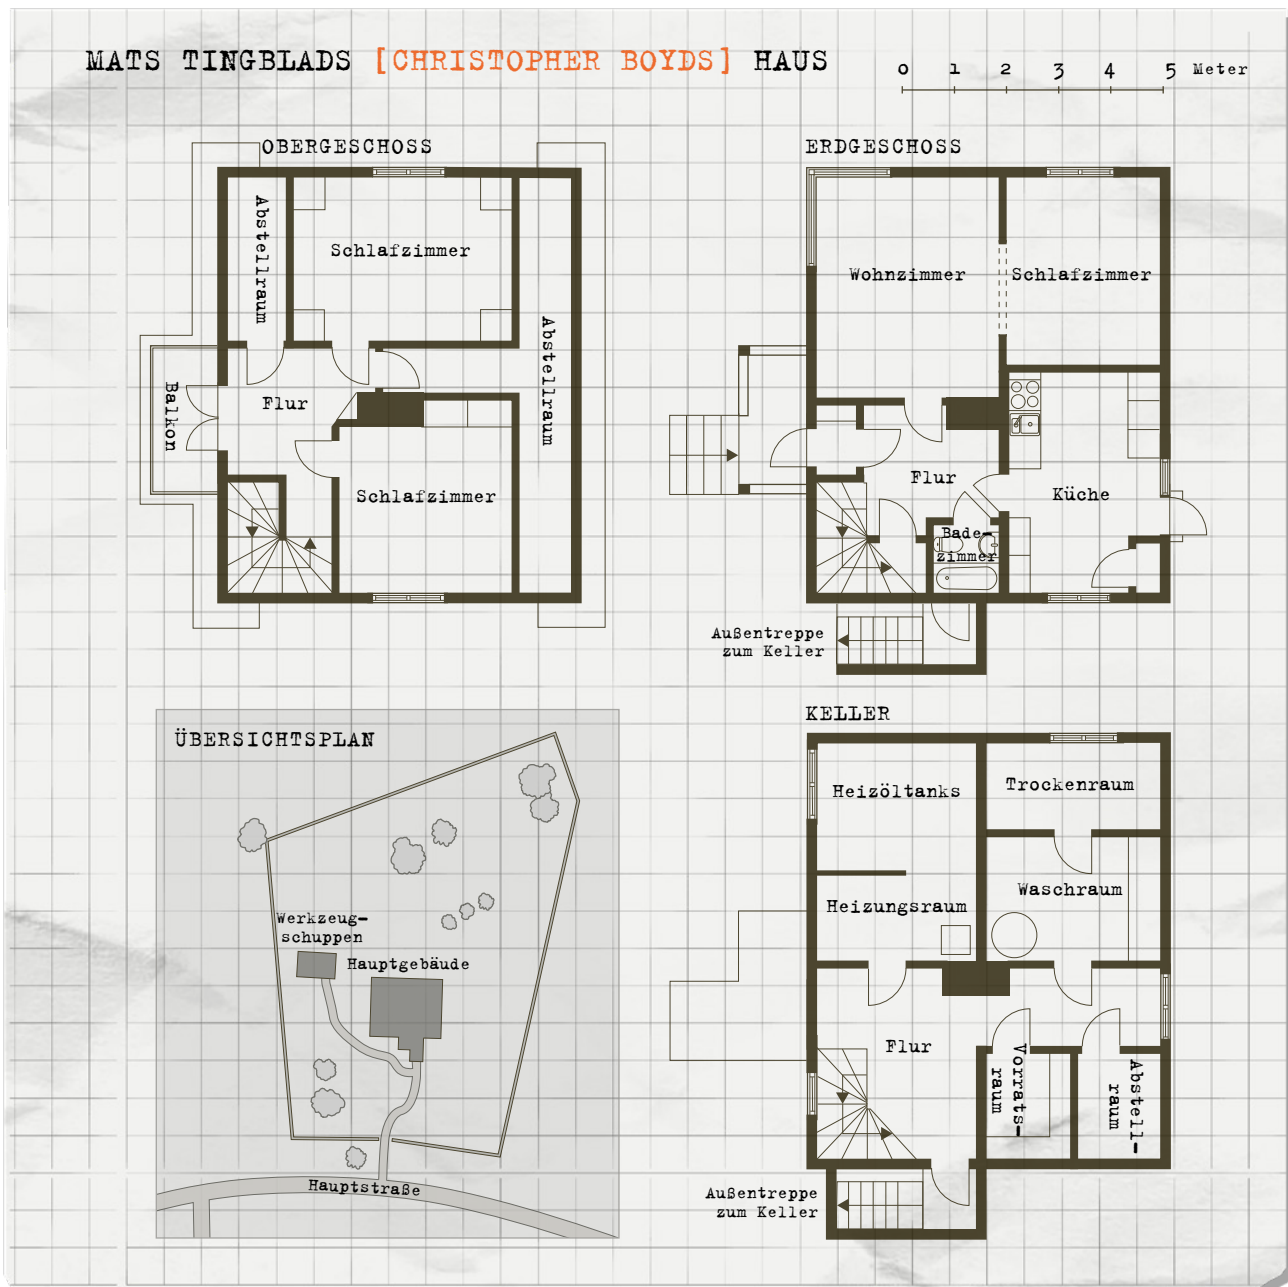 MATS TINGBLADS [CHRISTOPHER BOYDS] HAUS
0 1 2 3 4 5 Meter
OBERGESCHOSS
Abstellraum
Schlafzimmer
Abstellraum
Balkon
Flur
Schlafzimmer
ERDGESCHOSS
Wohnzimmer
Schlafzimmer
Flur
Küche
Bade-
zimmer
Außentreppe
zum Keller
ÜBERSICHTSPLAN
Werkzeug-
schuppen
Hauptgebäude
Hauptstraße
KELLER
Heizöltanks
Trockenraum
Waschraum
Heizungsraum
Flur
Vorrats-
raum
Abstell-
raum
Außentreppe
zum Keller